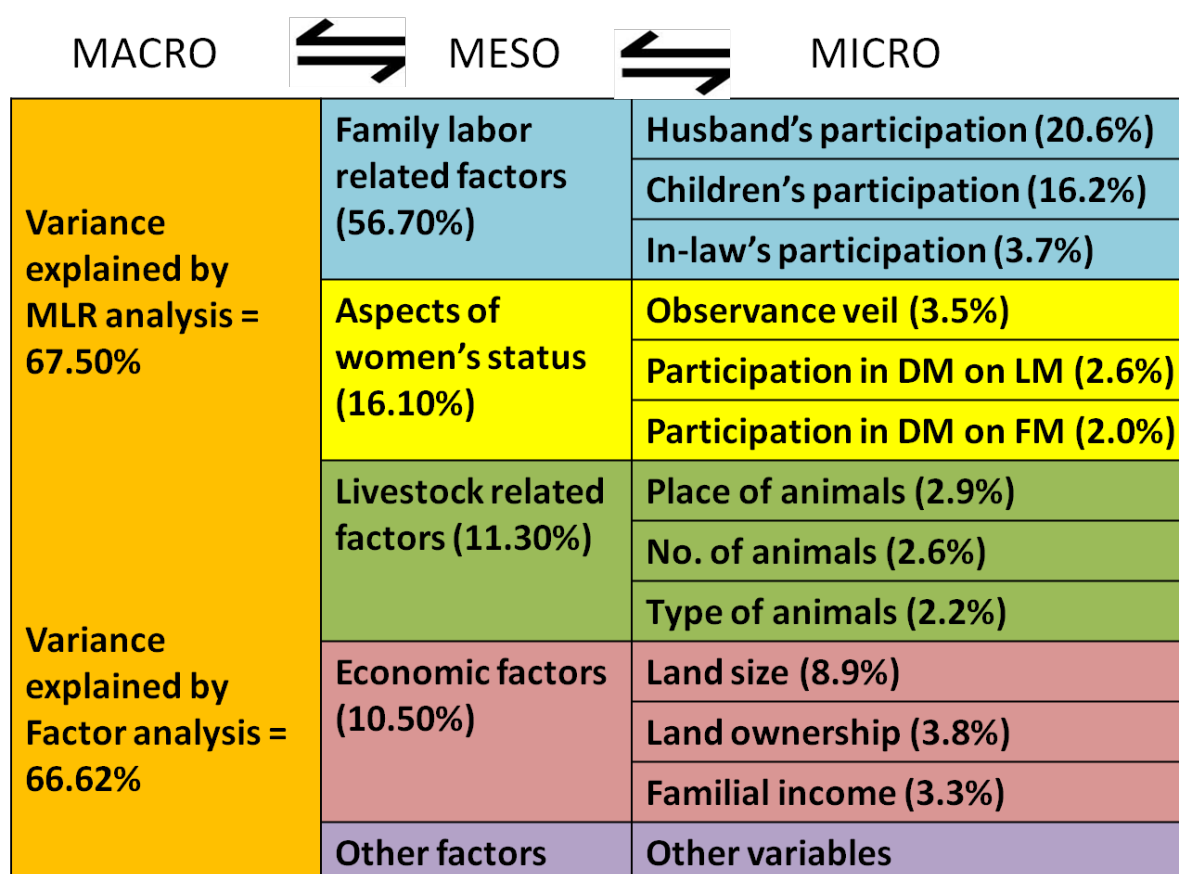 MACRO MESO MICRO
Variance
explained by
MLR analysis =
67.50%
Variance
explained by
Factor analysis =
66.62%
Family labor
related factors
(56.70%)
Husband’s participation (20.6%)
Children’s participation (16.2%)
In-law’s participation (3.7%)
Aspects of
women’s status
(16.10%)
Observance veil (3.5%)
Participation in DM on LM (2.6%)
Participation in DM on FM (2.0%)
Livestock related
factors (11.30%)
Place of animals (2.9%)
No. of animals (2.6%)
Type of animals (2.2%)
Economic factors
(10.50%)
Land size (8.9%)
Land ownership (3.8%)
Familial income (3.3%)
Other factors
Other variables